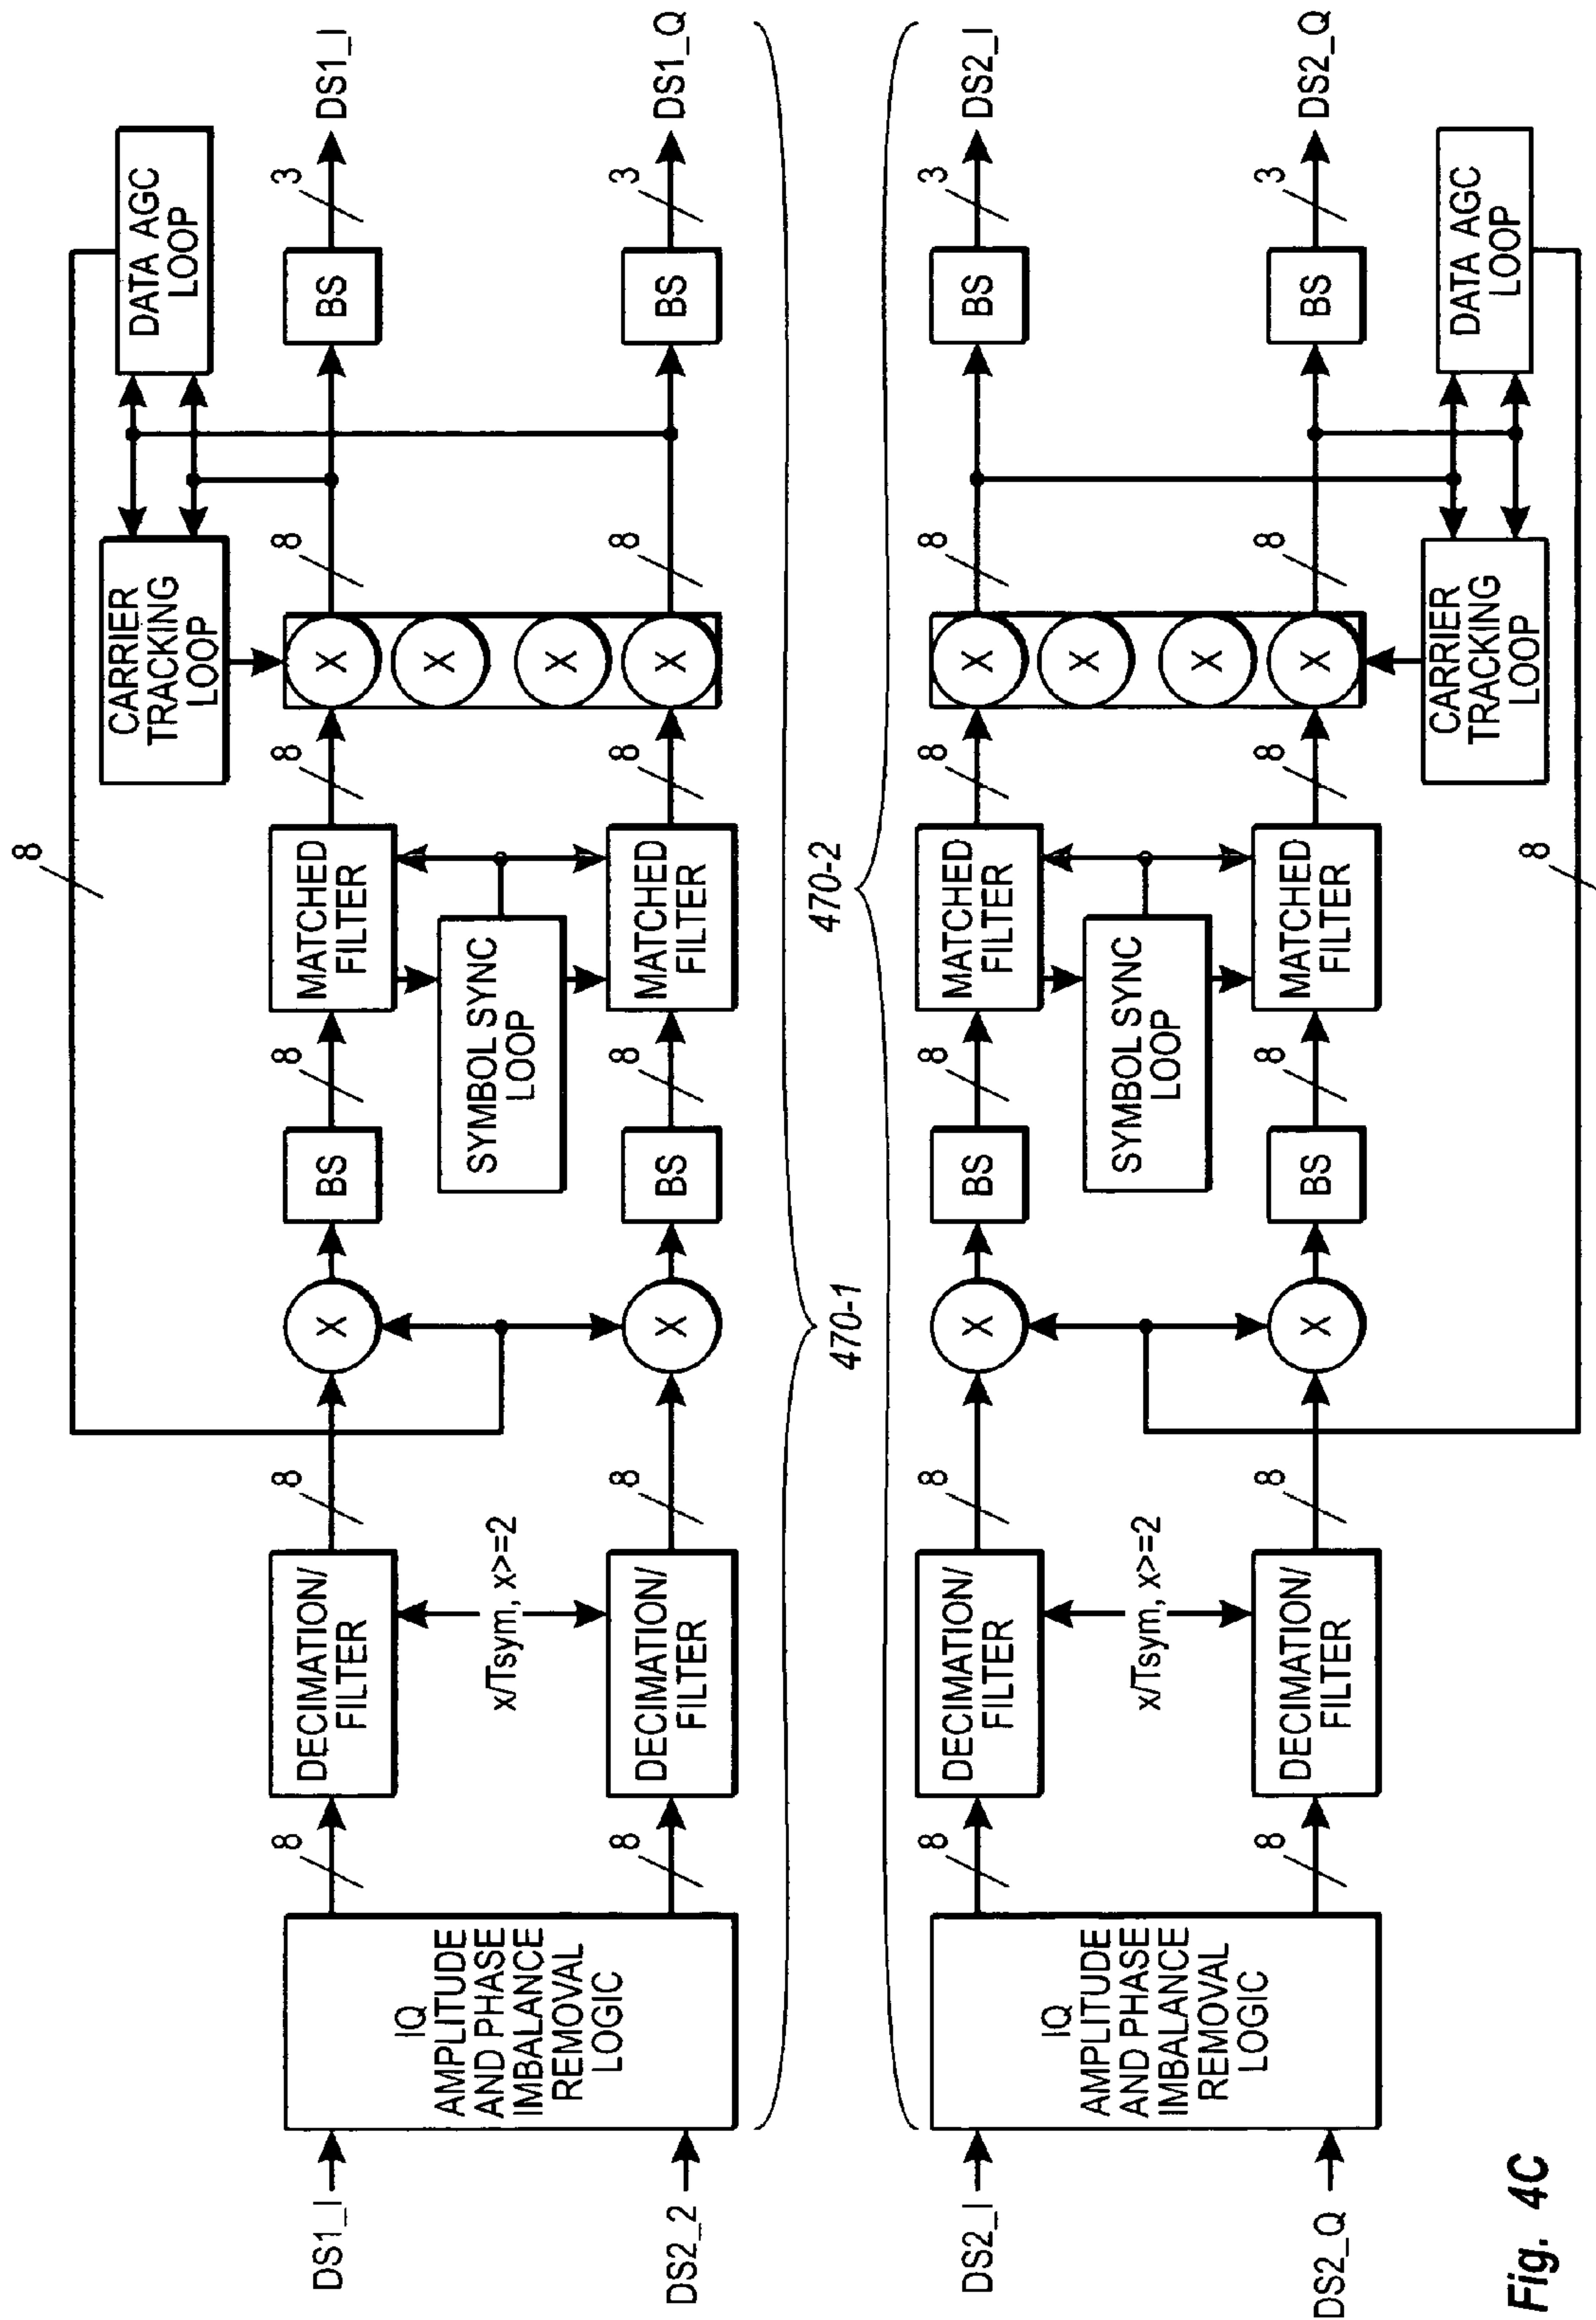 8
DATA AGC
LOOP
CARRIER
TRACKING
LOOP
DS1_I
IQ
AMPLITUDE
AND PHASE
IMBALANCE
REMOVAL
LOGIC
8
DECIMATION/
FILTER
8
X
BS
8
MATCHED
FILTER
8
X
X
X
X
8
BS
3
DS1_I
x/Tsym, x>=2
SYMBOL SYNC
LOOP
DS2_2
8
DECIMATION/
FILTER
8
X
BS
8
MATCHED
FILTER
8
8
BS
3
DS1_Q
470-1
470-2
DS2_I
IQ
AMPLITUDE
AND PHASE
IMBALANCE
REMOVAL
LOGIC
8
DECIMATION/
FILTER
8
X
BS
8
MATCHED
FILTER
8
X
X
X
X
8
BS
3
DS2_I
x/Tsym, x>=2
SYMBOL SYNC
LOOP
DS2_Q
8
DECIMATION/
FILTER
8
X
BS
8
MATCHED
FILTER
8
8
BS
3
DS2_Q
CARRIER
TRACKING
LOOP
DATA AGC
LOOP
8
Fig. 4C